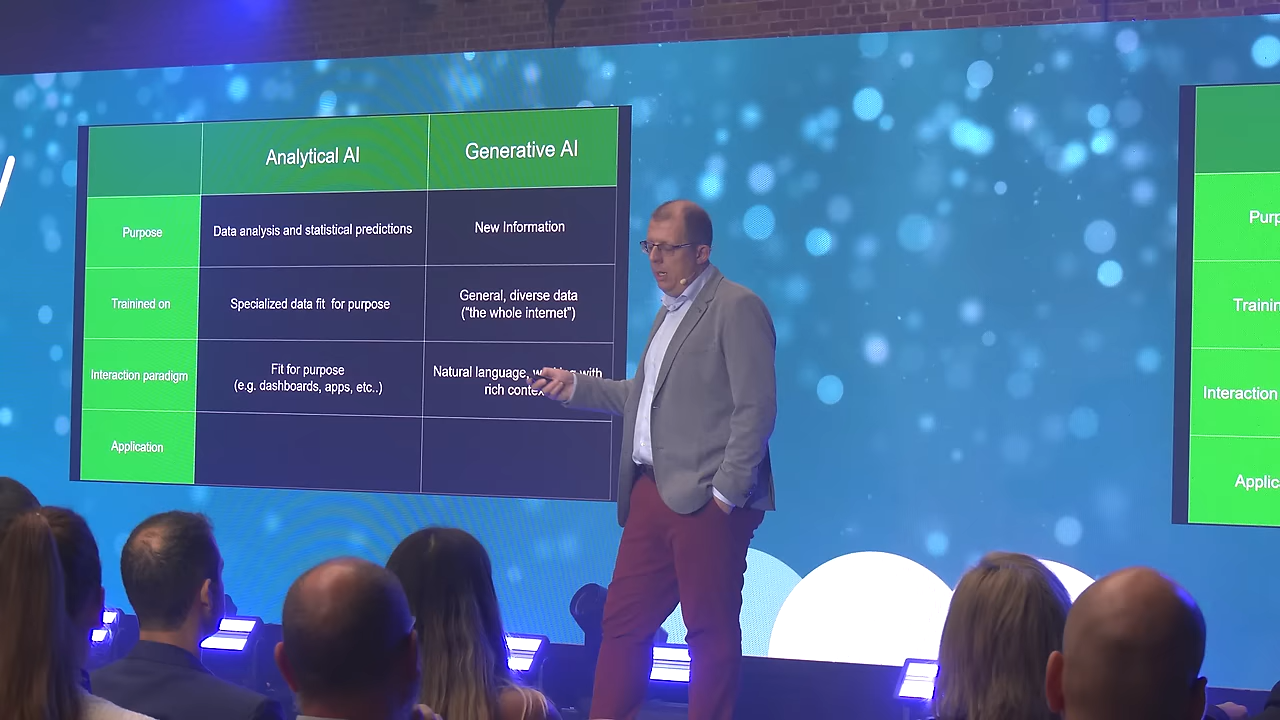 Analytical AI
Generative AI
Purpose
Data analysis and statistical predictions
New Information
Trainined on
Specialized data fit for purpose
General, diverse data
("the whole internet")
Interaction paradigm
Fit for purpose
(e.g. dashboards, apps, etc..)
Natural language, with
rich
Application
Purp
Trainin
Interaction
Applic